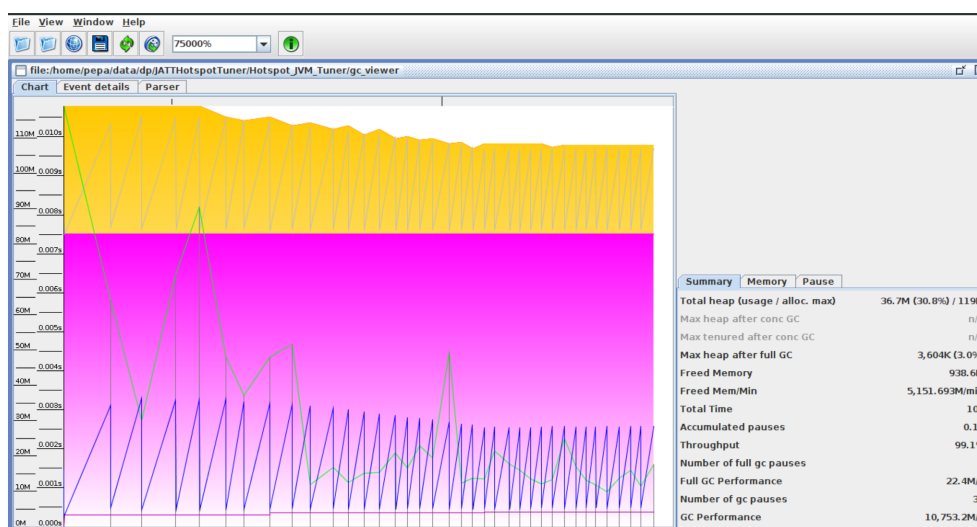 File View Window Help
75000%
file:/home/pepa/data/dp/JATTHotspotTuner/Hotspot_JVM_Tuner/gc_viewer
Chart Event details Parser
110M 0.010s
100M 0.009s
90M 0.008s
80M
0.007s
70M
0.006s
60M
0.005s
50M
0.004s
40M
0.003s
30M
0.002s
20M
0.001s
10M
0M 0.000s
Summary Memory Pause
Total heap (usage / alloc. max) 36.7M (30.8%) / 119
Max heap after conc GC n/
Max tenured after conc GC n/
Max heap after full GC 3,604K (3.0%
Freed Memory 938.6
Freed Mem/Min 5,151.693M/mi
Total Time 10
Accumulated pauses 0.1
Throughput 99.1
Number of full gc pauses
Full GC Performance 22.4M/
Number of gc pauses 3
GC Performance 10,753.2M